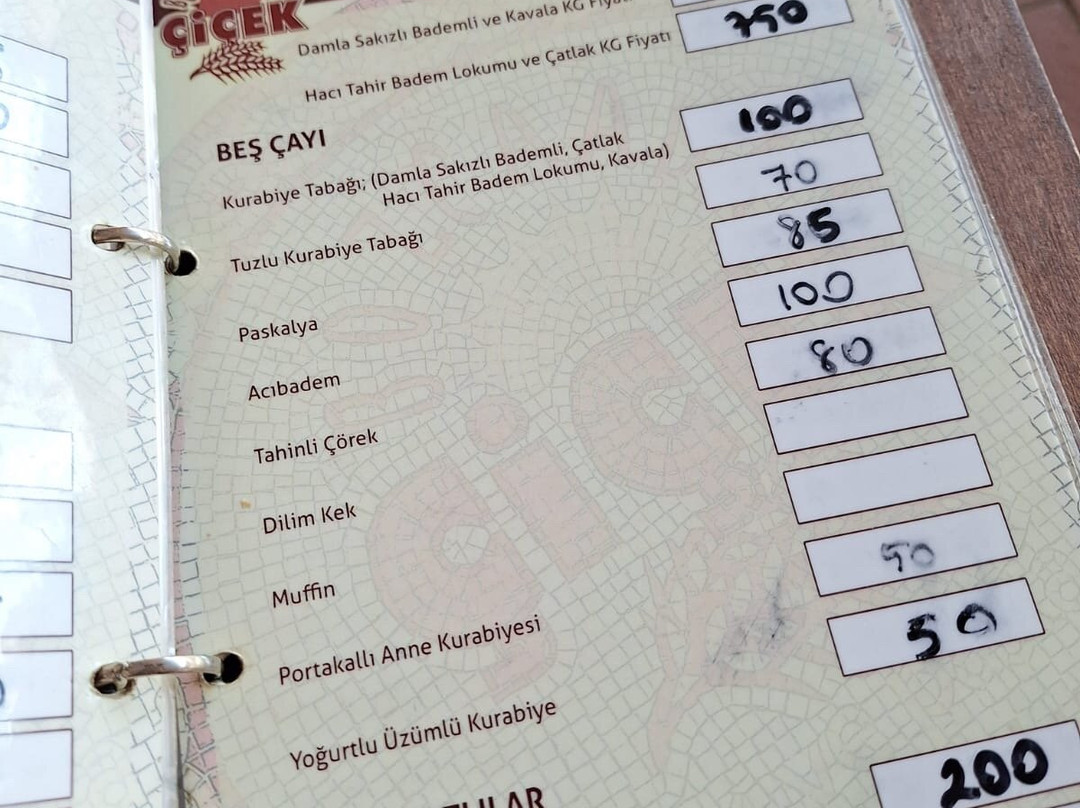 ÇİÇEK
Damla Sakızlı Bademli ve Kavala KG Fiyatı
Hacı Tahir Badem Lokumu ve Çatlak KG Fiyatı 750
BEŞ ÇAYI
Kurabiye Tabağı; (Damla Sakızlı Bademli, Çatlak 100
Hacı Tahir Badem Lokumu, Kavala)
Tuzlu Kurabiye Tabağı 70
Paskalya 85
Acıbadem 100
Tahinli Çörek 80
Dilim Kek
Muffin
Portakallı Anne Kurabiyesi
Yoğurtlu Üzümlü Kurabiye 50
200